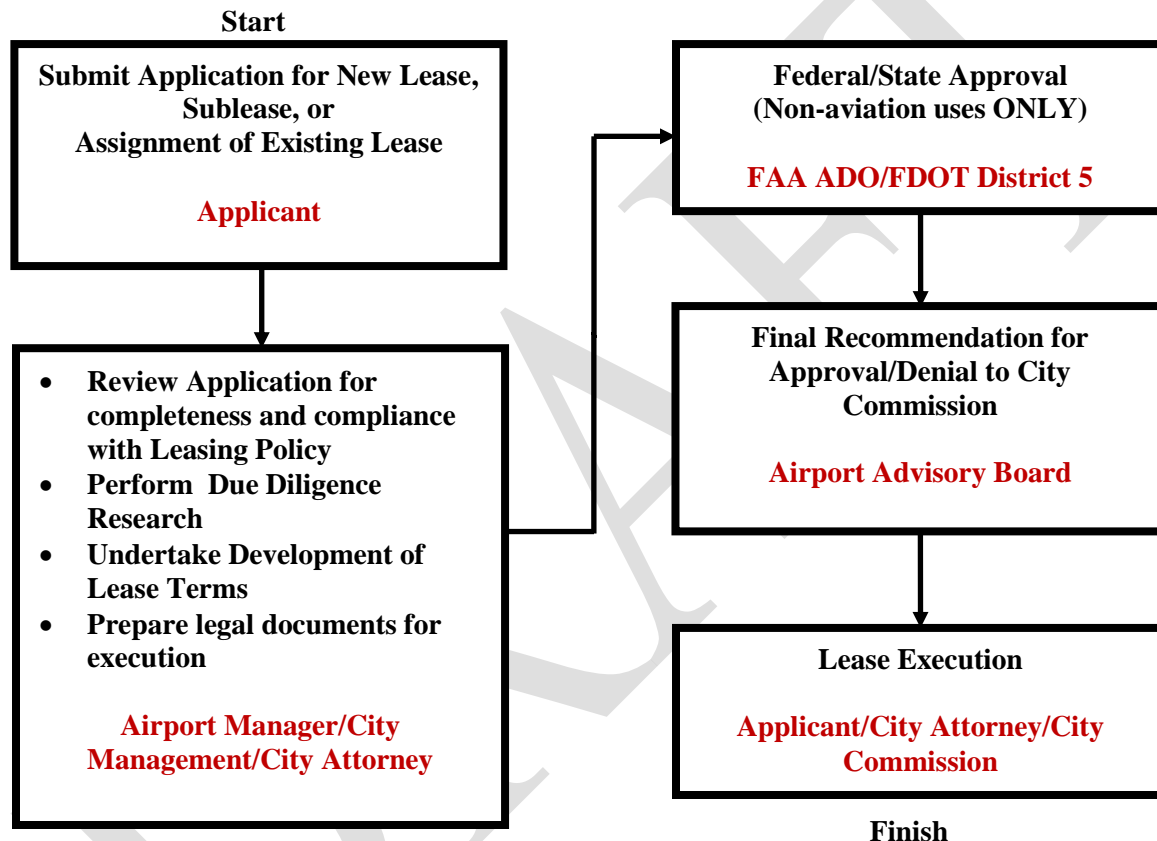 Start
Submit Application for New Lease,
Sublease, or
Assignment of Existing Lease
Applicant
• Review Application for
completeness and compliance
with Leasing Policy
• Perform Due Diligence
Research
• Undertake Development of
Lease Terms
• Prepare legal documents for
execution
Airport Manager/City
Management/City Attorney
Federal/State Approval
(Non-aviation uses ONLY)
FAA ADO/FDOT District 5
Final Recommendation for
Approval/Denial to City
Commission
Airport Advisory Board
Lease Execution
Applicant/City Attorney/City
Commission
Finish